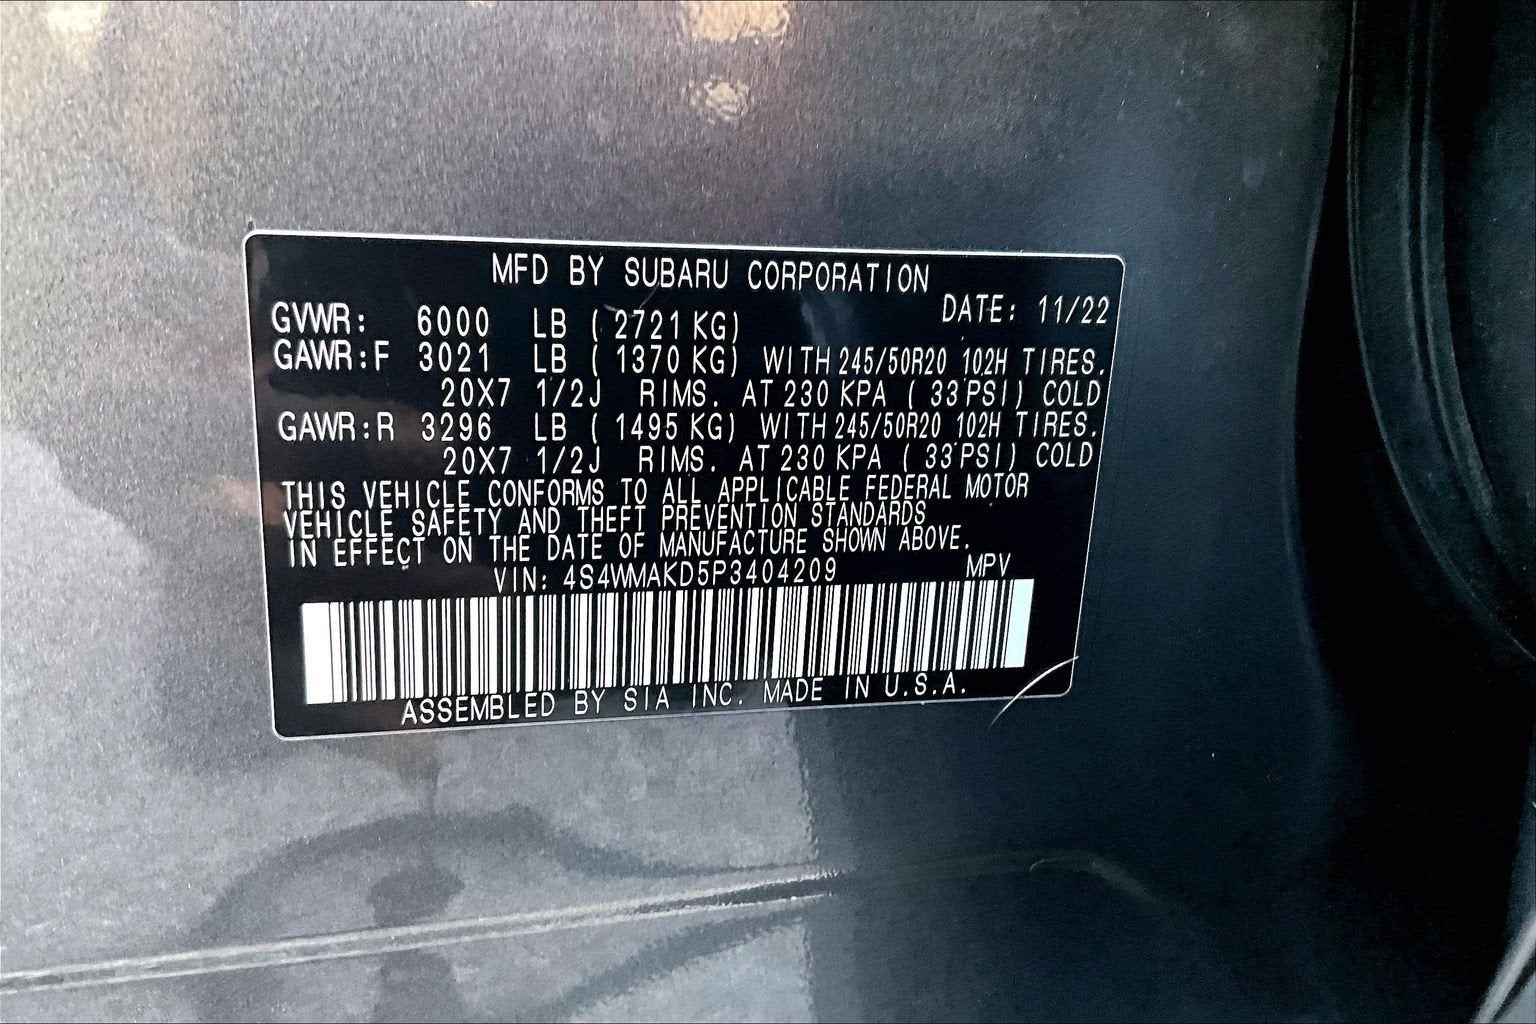 MFD BY SUBARU CORPORATION
DATE: 11/22
GVWR: 6000 LB ( 2721 KG)
GAWR:F 3021 LB ( 1370 KG) WITH 245/50R20 102H TIRES.
20X7 1/2J RIMS. AT 230 KPA ( 33 PSI) COLD
GAWR:R 3296 LB ( 1495 KG) WITH 245/50R20 102H TIRES.
20X7 1/2J RIMS. AT 230 KPA ( 33 PSI) COLD
THIS VEHICLE CONFORMS TO ALL APPLICABLE FEDERAL MOTOR
VEHICLE SAFETY AND THEFT PREVENTION STANDARDS
IN EFFECT ON THE DATE OF MANUFACTURE SHOWN ABOVE.
VIN: 4S4WMAKD5P3404209 MPV
ASSEMBLED BY SIA INC. MADE IN U.S.A.